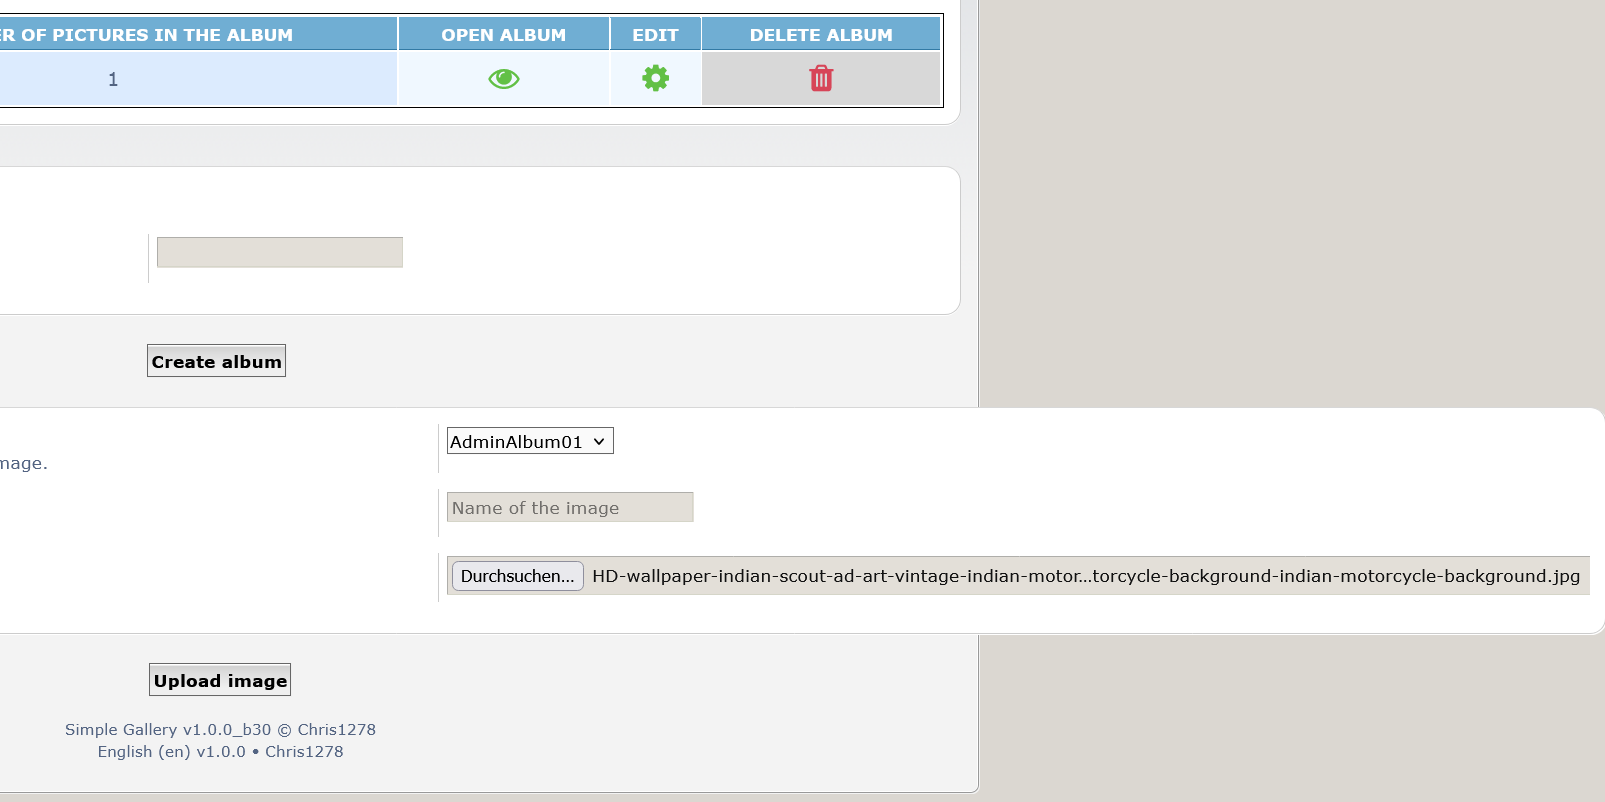 ER OF PICTURES IN THE ALBUM OPEN ALBUM EDIT DELETE ALBUM
1
Create album
AdminAlbum01
mage.
Name of the image
Durchsuchen... HD-wallpaper-indian-scout-ad-art-vintage-indian-motor...torcycle-background-indian-motorcycle-background.jpg
Upload image
Simple Gallery v1.0.0_b30 © Chris1278
English (en) v1.0.0 • Chris1278